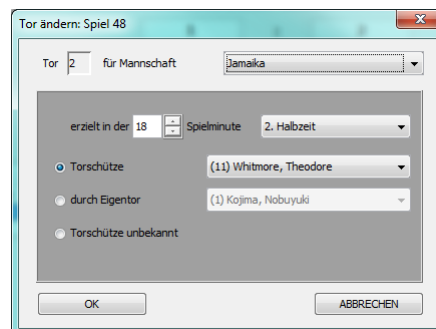 Tor ändern: Spiel 48
Tor 2 für Mannschaft Jamaika
erzielt in der 18 Spielminute 2. Halbzeit
Torschütze (11) Whitmore, Theodore
durch Eigentor (1) Kojima, Nobuyuki
Torschütze unbekannt
OK ABBRECHEN